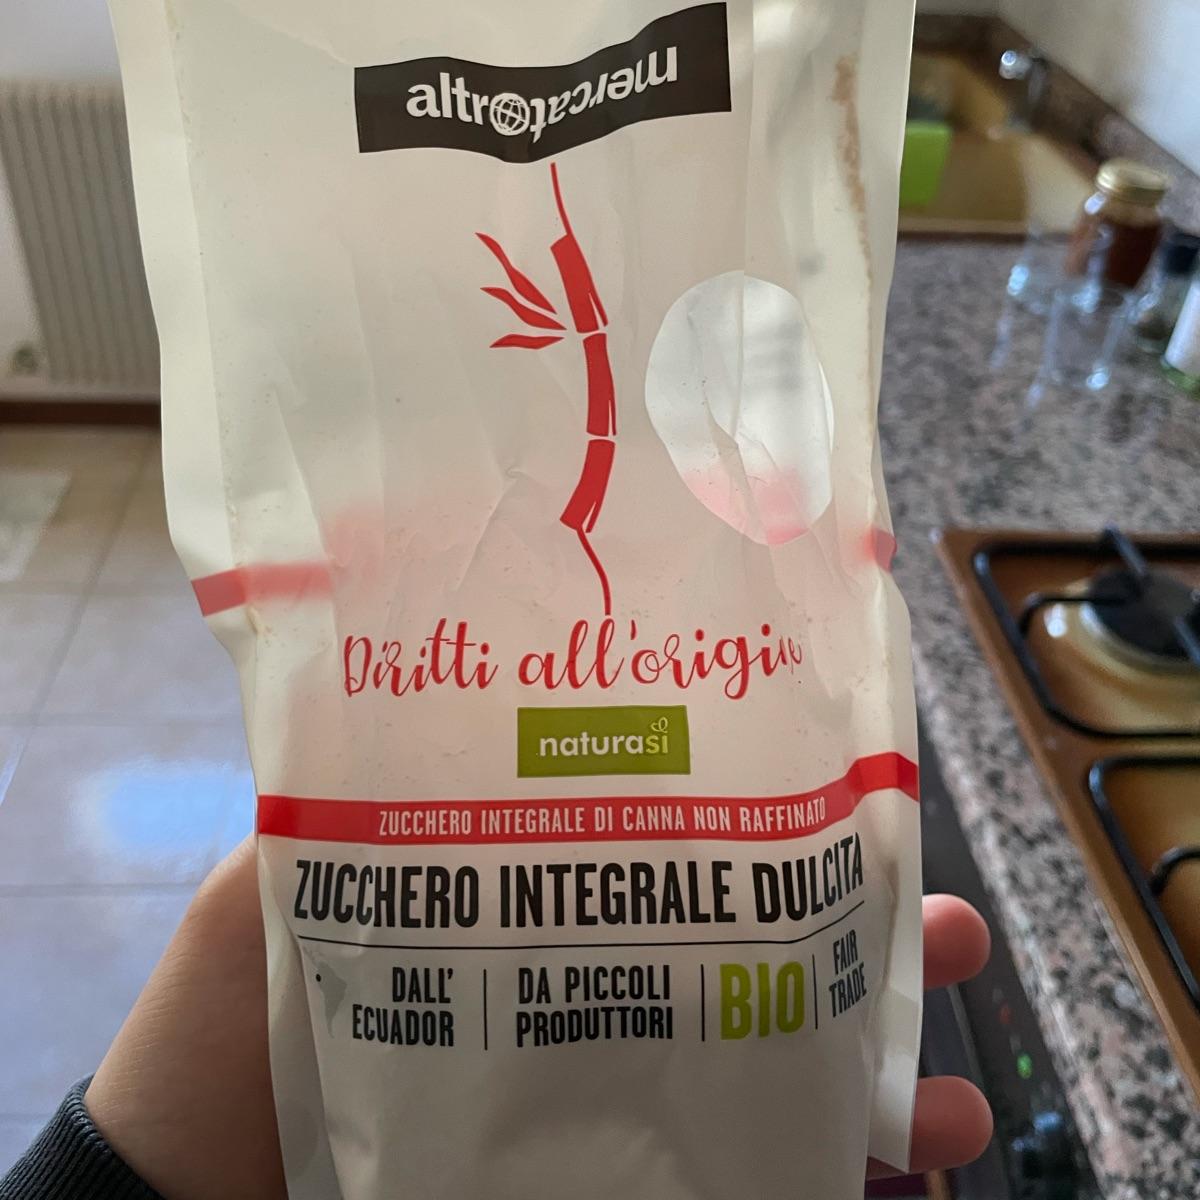 altromercato
Diritti all'origine
naturasì
ZUCCHERO INTEGRALE DI CANNA NON RAFFINATO
ZUCCHERO INTEGRALE DULCITA
DALL'
ECUADOR
DA PICCOLI
PRODUTTORI
BIO
FAIR
TRADE